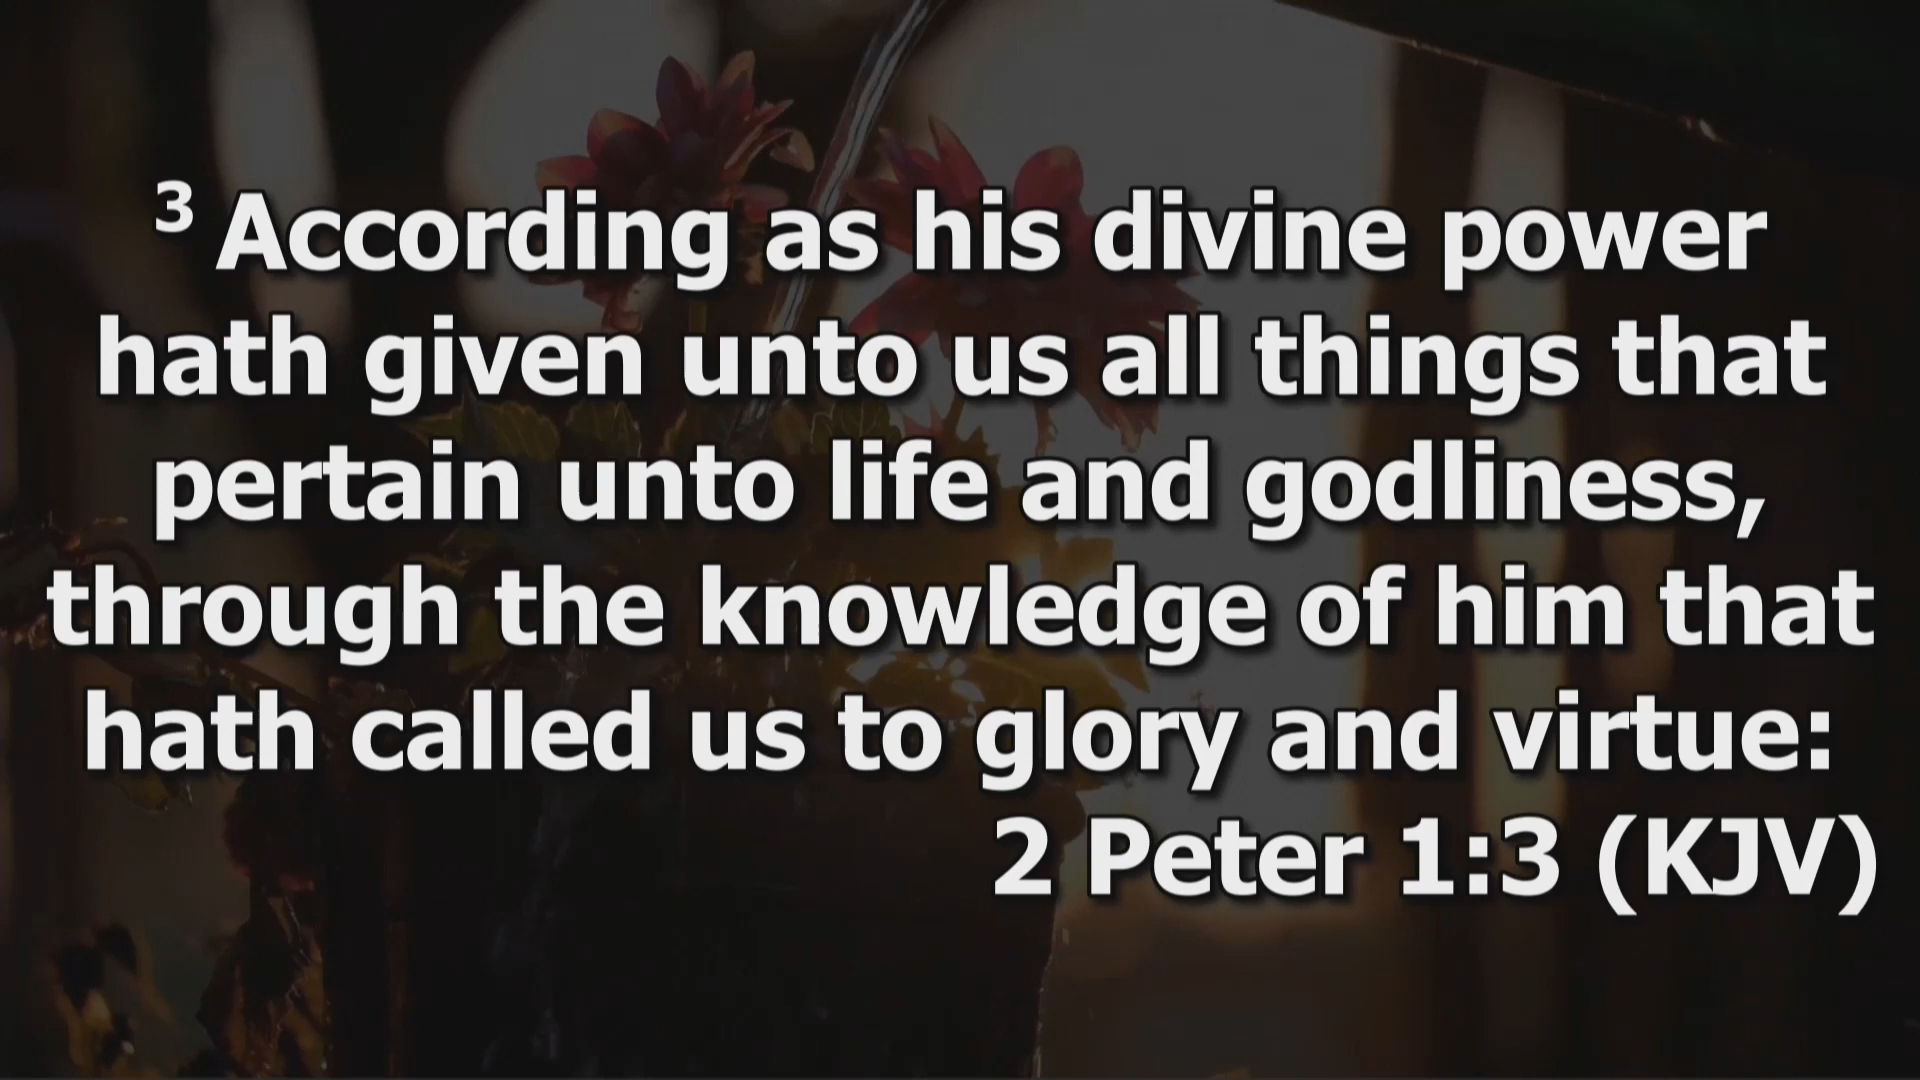 3 According as his divine power
hath given unto us all things that
pertain unto life and godliness,
through the knowledge of him that
hath called us to glory and virtue:
2 Peter 1:3 (KJV)